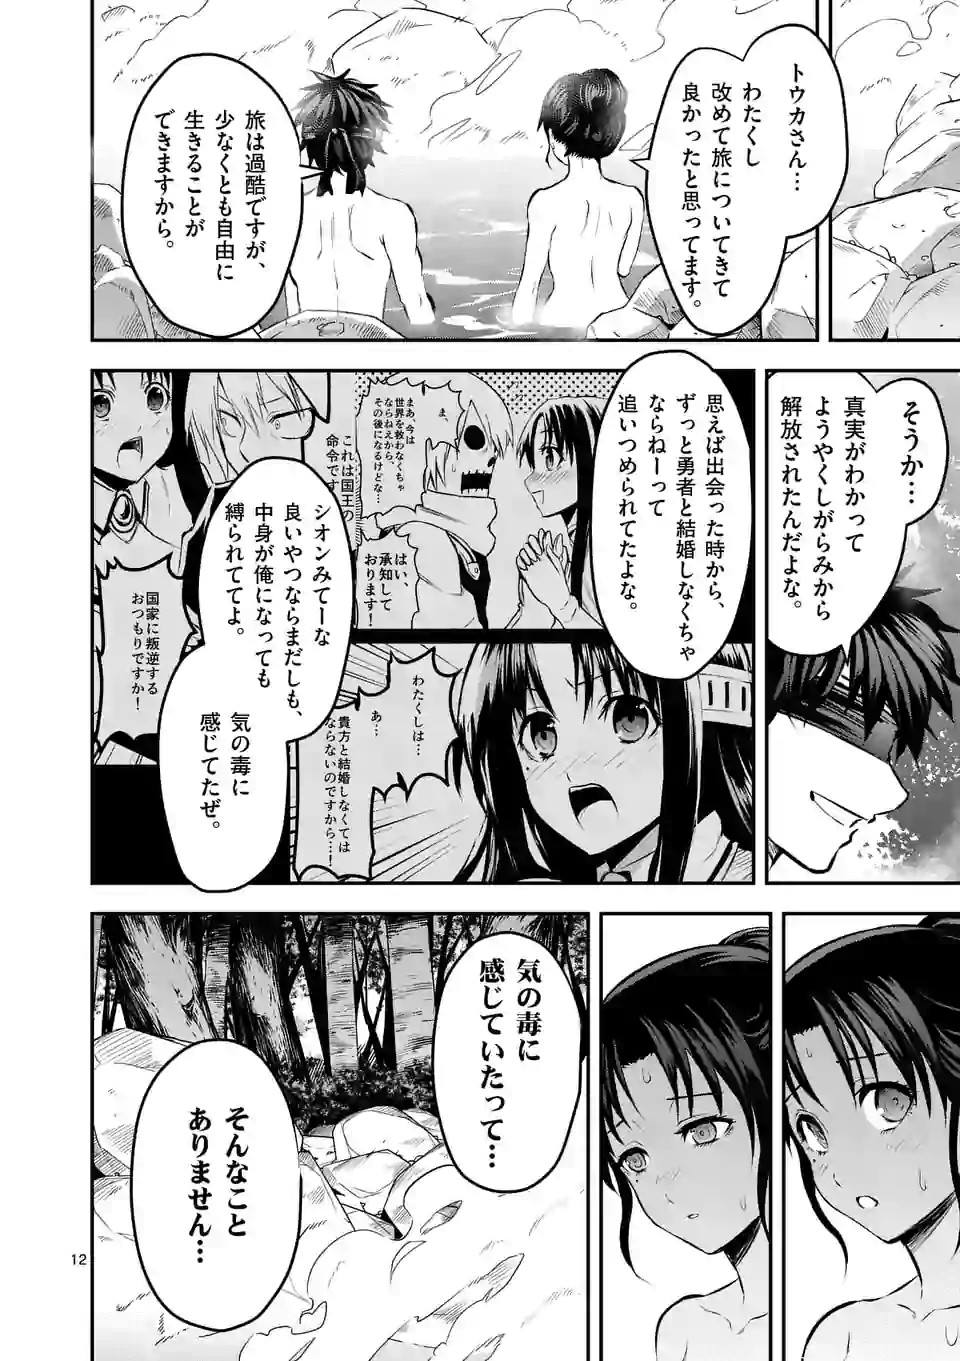 トウカさん…
わたくし
改めて旅についてきて
良かったと思ってます。
旅は過酷ですが、
少なくとも自由に
生きることが
できますから。
そうか…
真実がわかって
ようやくしがらみから
解放されたんだよな。
思えば出会った時から、
ずっと勇者と結婚しなくちゃ
ならねーって
追いつめられてたよな。
ま、
まあ、今は
世界を救わなくちゃ
ならねえから、
その後になるけどな…
はい、
承知して
おります！
これは国王の
命令です
国家に叛逆する
おつもりですか！
わたくしは…
あ…
貴方と結婚しなくては
ならないのですから…！
シオンみてーな
良いやつならまだしも、
中身が俺になっても
縛られててよ。
気の毒に
感じてたぜ。
気の毒に
感じていたって…
そんなこと
ありません…
12